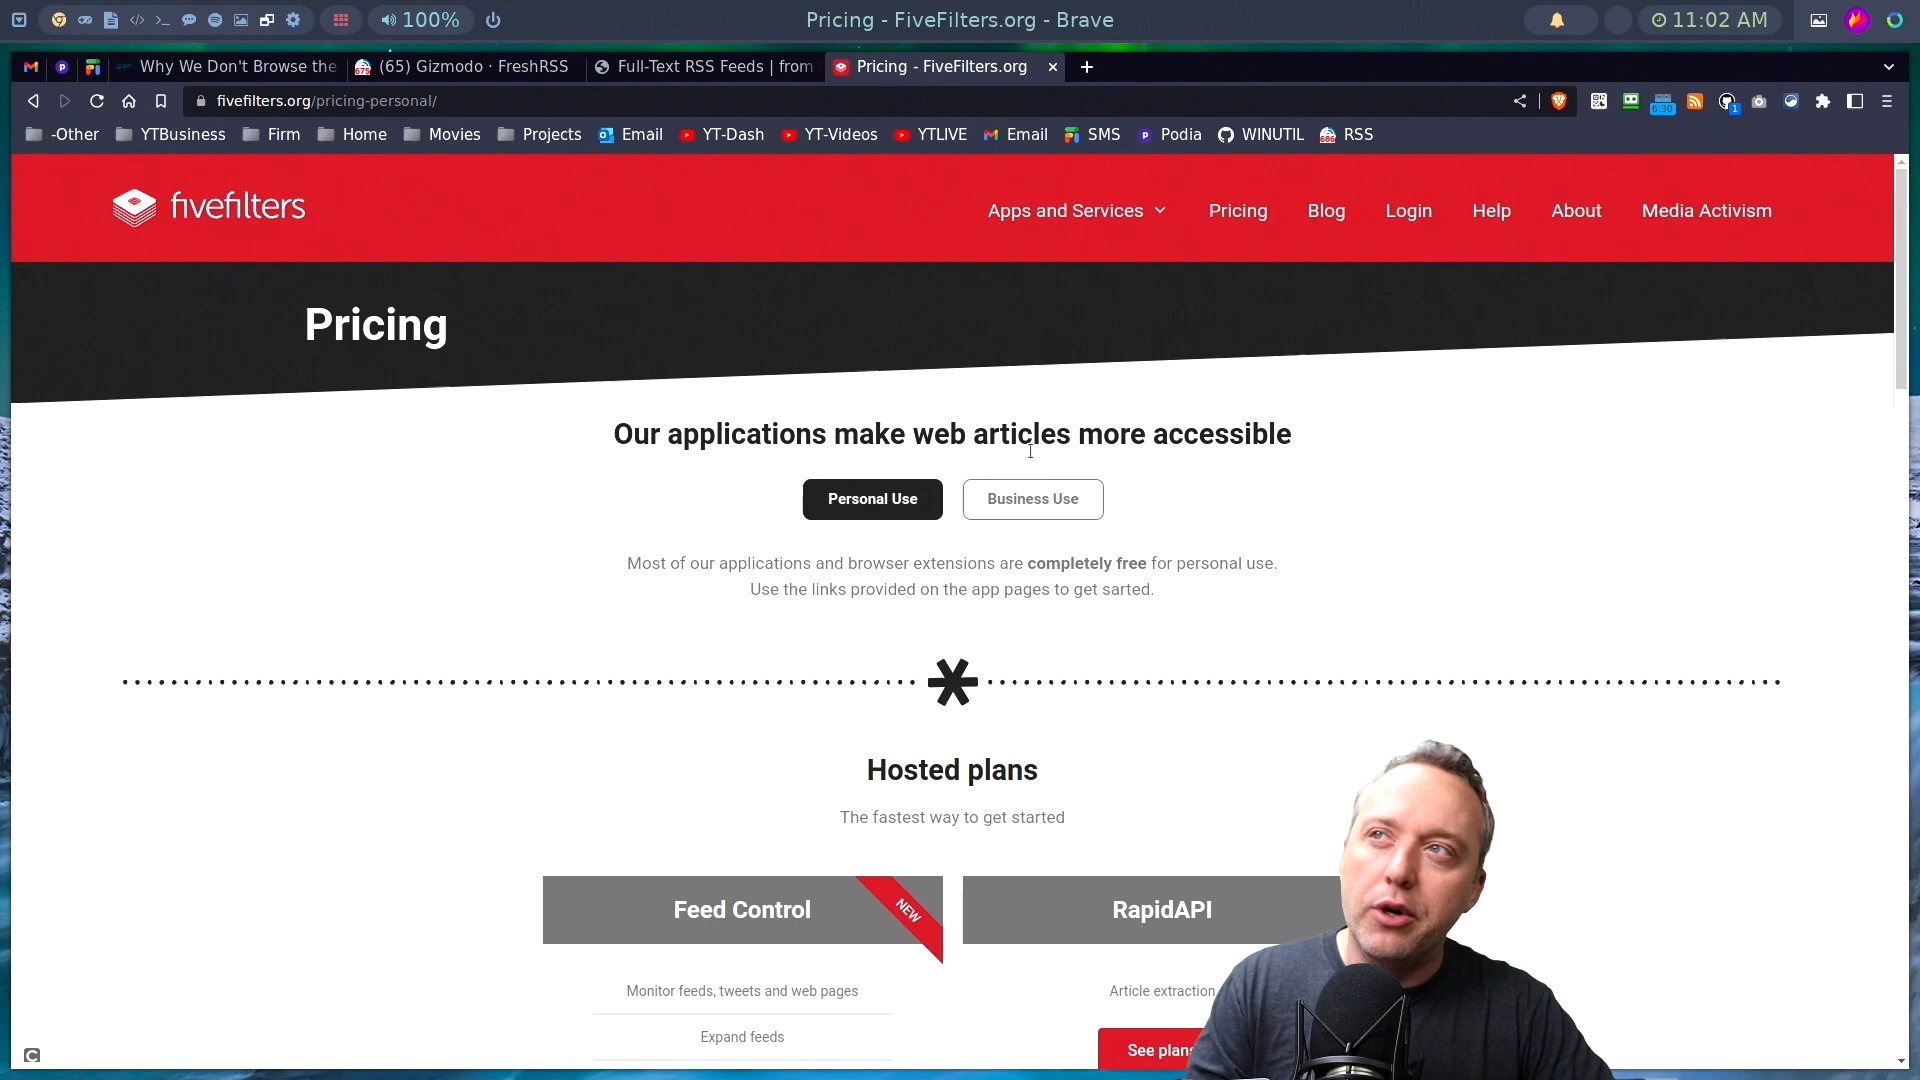 100%
Pricing - FiveFilters.org - Brave
11:02 AM
Why We Don't Browse the
(65) Gizmodo · FreshRSS
Full-Text RSS Feeds | from
Pricing - FiveFilters.org
fivefilters.org/pricing-personal/
6:30
1
-Other
YTBusiness
Firm
Home
Movies
Projects
Email
YT-Dash
YT-Videos
YTLIVE
Email
SMS
Podia
WINUTIL
RSS
fivefilters
Apps and Services
Pricing
Blog
Login
Help
About
Media Activism
Pricing
Our applications make web articles more accessible
Personal Use
Business Use
Most of our applications and browser extensions are completely free for personal use.
Use the links provided on the app pages to get sarted.
Hosted plans
The fastest way to get started
Feed Control
NEW
RapidAPI
Monitor feeds, tweets and web pages
Article extraction
Expand feeds
See plans